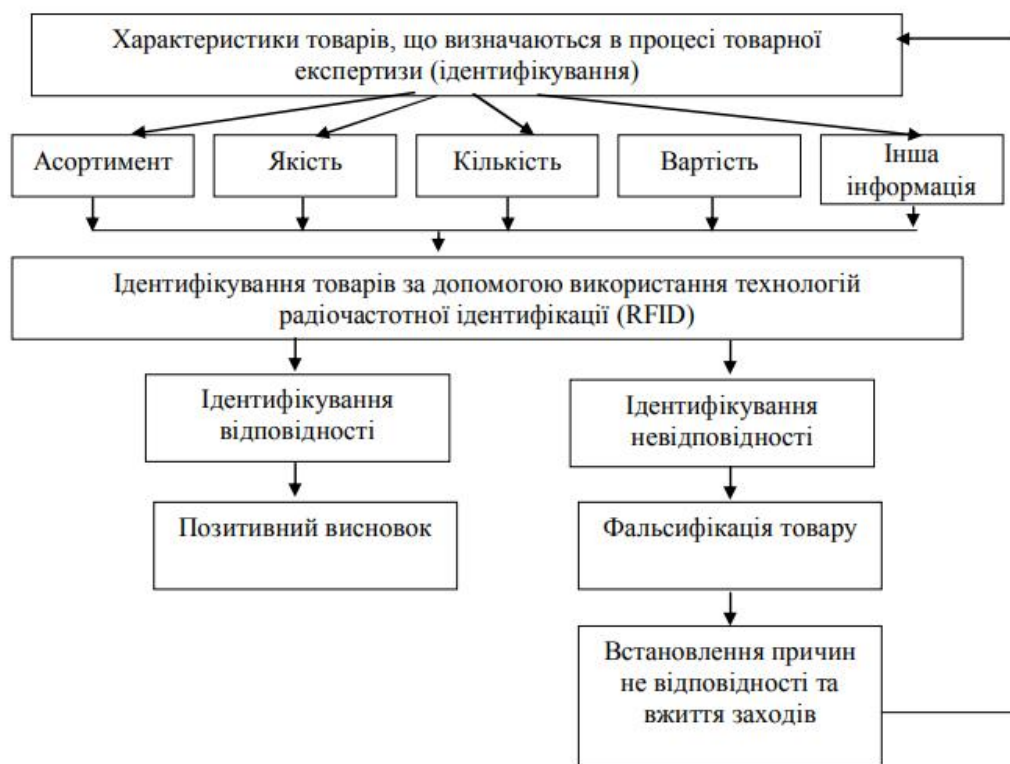 Характеристики товарів, що визначаються в процесі товарної
експертизи (ідентифікування)
Асортимент
Якість
Кількість
Вартість
Інша
інформація
Ідентифікування товарів за допомогою використання технологій
радіочастотної ідентифікації (RFID)
Ідентифікування
відповідності
Ідентифікування
невідповідності
Позитивний висновок
Фальсифікація товару
Встановлення причин
не відповідності та
вжиття заходів